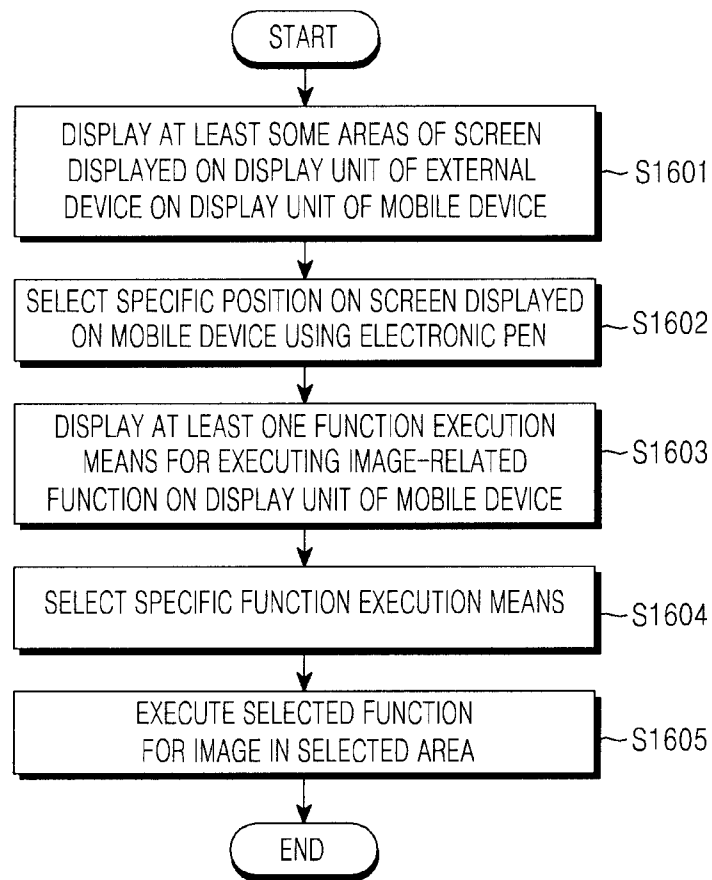 START
DISPLAY AT LEAST SOME AREAS OF SCREEN
DISPLAYED ON DISPLAY UNIT OF EXTERNAL
DEVICE ON DISPLAY UNIT OF MOBILE DEVICE
S1601
SELECT SPECIFIC POSITION ON SCREEN DISPLAYED
ON MOBILE DEVICE USING ELECTRONIC PEN
S1602
DISPLAY AT LEAST ONE FUNCTION EXECUTION
MEANS FOR EXECUTING IMAGE-RELATED
FUNCTION ON DISPLAY UNIT OF MOBILE DEVICE
S1603
SELECT SPECIFIC FUNCTION EXECUTION MEANS
S1604
EXECUTE SELECTED FUNCTION
FOR IMAGE IN SELECTED AREA
S1605
END